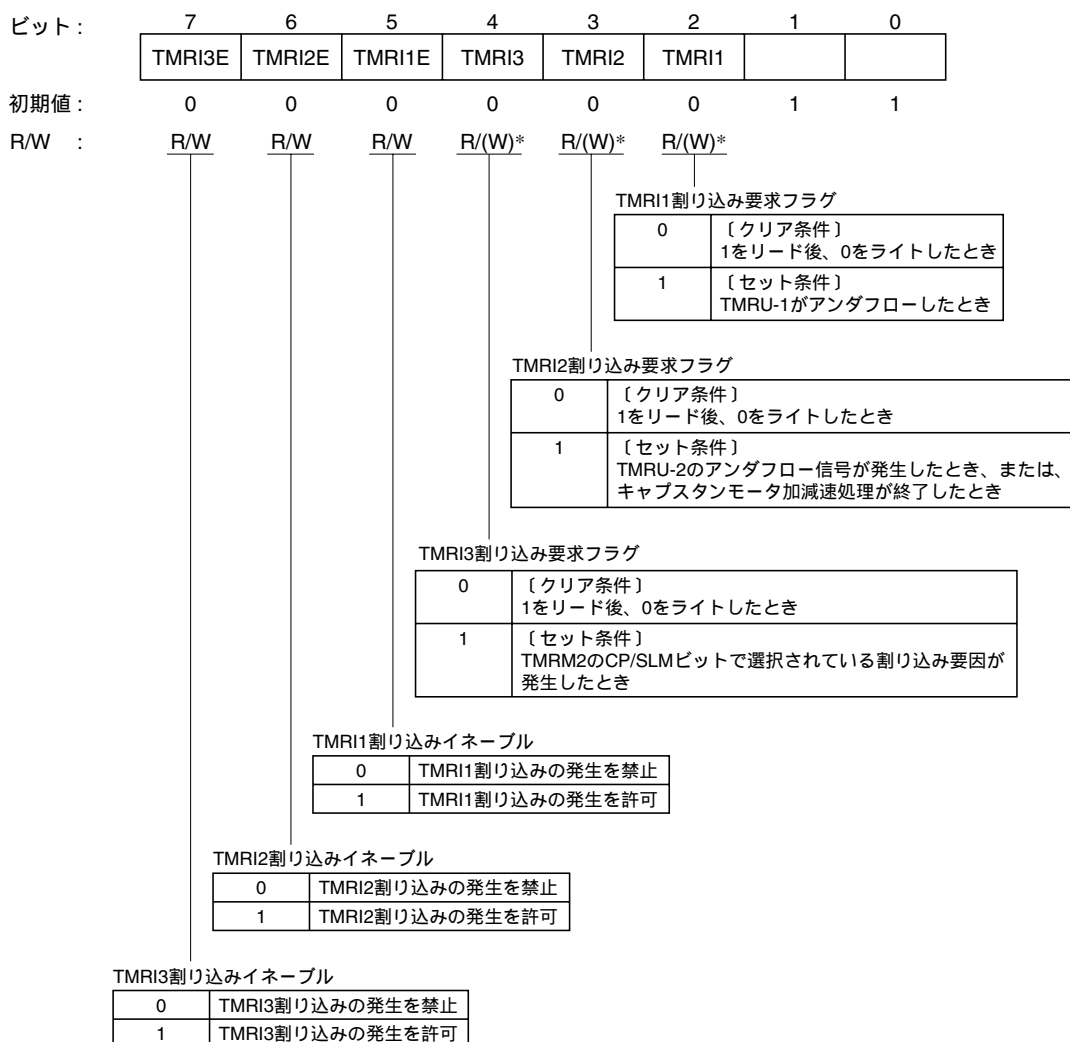 ビット : 7 6 5 4 3 2 1 0
TMRI3E TMRI2E TMRI1E TMRI3 TMRI2 TMRI1
初期値 : 0 0 0 0 0 0 1 1
R/W : R/W R/W R/W R/(W)* R/(W)* R/(W)*
TMRI1割り込み要求フラグ
0 〔クリア条件〕
1をリード後、0をライトしたとき
1 〔セット条件〕
TMRU-1がアンダフローしたとき
TMRI2割り込み要求フラグ
0 〔クリア条件〕
1をリード後、0をライトしたとき
1 〔セット条件〕
TMRU-2のアンダフロー信号が発生したとき、または、
キャプスタンモータ加減速処理が終了したとき
TMRI3割り込み要求フラグ
0 〔クリア条件〕
1をリード後、0をライトしたとき
1 〔セット条件〕
TMRM2のCP/SLMビットで選択されている割り込み要因が
発生したとき
TMRI1割り込みイネーブル
0 TMRI1割り込みの発生を禁止
1 TMRI1割り込みの発生を許可
TMRI2割り込みイネーブル
0 TMRI2割り込みの発生を禁止
1 TMRI2割り込みの発生を許可
TMRI3割り込みイネーブル
0 TMRI3割り込みの発生を禁止
1 TMRI3割り込みの発生を許可